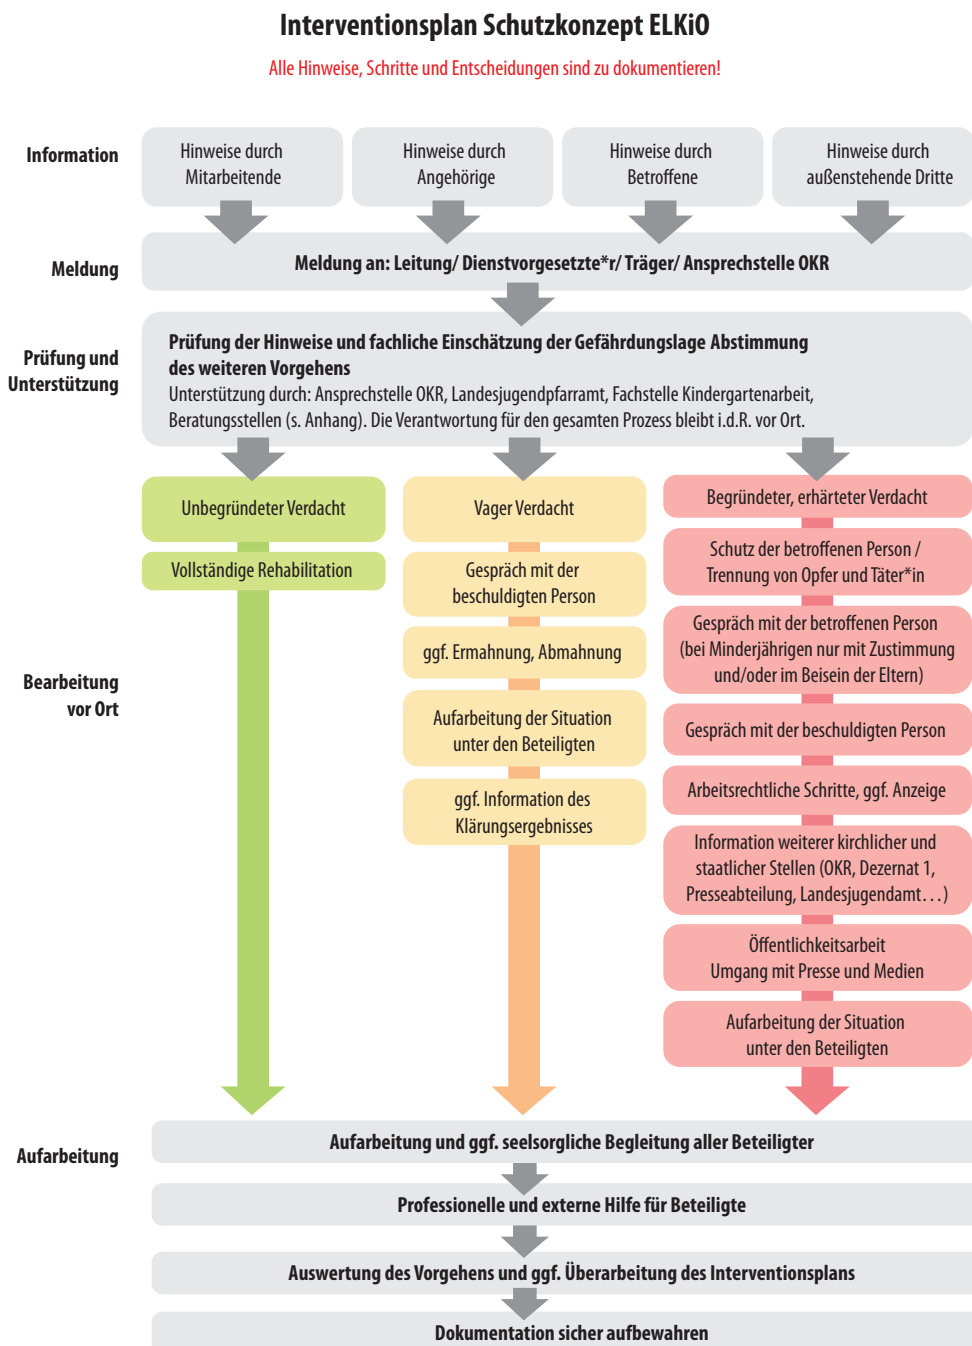 Interventionsplan Schutzkonzept ELKiO
Alle Hinweise, Schritte und Entscheidungen sind zu dokumentieren!
Information
Hinweise durch
Mitarbeitende
Hinweise durch
Angehörige
Hinweise durch
Betroffene
Hinweise durch
außenstehende Dritte
Meldung
Meldung an: Leitung/ Dienstvorgesetzte*r/ Träger/ Ansprechstelle OKR
Prüfung und
Unterstützung
Prüfung der Hinweise und fachliche Einschätzung der Gefährdungslage Abstimmung
des weiteren Vorgehens
Unterstützung durch: Ansprechstelle OKR, Landesjugendpfarramt, Fachstelle Kindergartenarbeit,
Beratungsstellen (s. Anhang). Die Verantwortung für den gesamten Prozess bleibt i.d.R. vor Ort.
Bearbeitung
vor Ort
Unbegründeter Verdacht
Vollständige Rehabilitation
Vager Verdacht
Gespräch mit der
beschuldigten Person
ggf. Ermahnung, Abmahnung
Aufarbeitung der Situation
unter den Beteiligten
ggf. Information des
Klärungsergebnisses
Begründeter, erhärteter Verdacht
Schutz der betroffenen Person /
Trennung von Opfer und Täter*in
Gespräch mit der betroffenen Person
(bei Minderjährigen nur mit Zustimmung
und/oder im Beisein der Eltern)
Gespräch mit der beschuldigten Person
Arbeitsrechtliche Schritte, ggf. Anzeige
Information weiterer kirchlicher und
staatlicher Stellen (OKR, Dezernat 1,
Presseabteilung, Landesjugendamt…)
Öffentlichkeitsarbeit
Umgang mit Presse und Medien
Aufarbeitung der Situation
unter den Beteiligten
Aufarbeitung
Aufarbeitung und ggf. seelsorgliche Begleitung aller Beteiligter
Professionelle und externe Hilfe für Beteiligte
Auswertung des Vorgehens und ggf. Überarbeitung des Interventionsplans
Dokumentation sicher aufbewahren